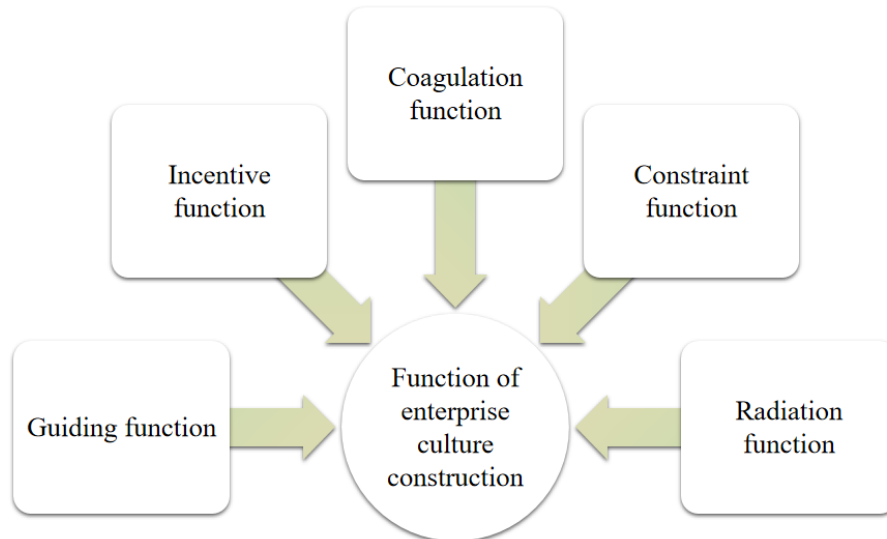 Coagulation
function
Incentive
function
Constraint
function
Guiding function
Function of
enterprise
culture
construction
Radiation
function